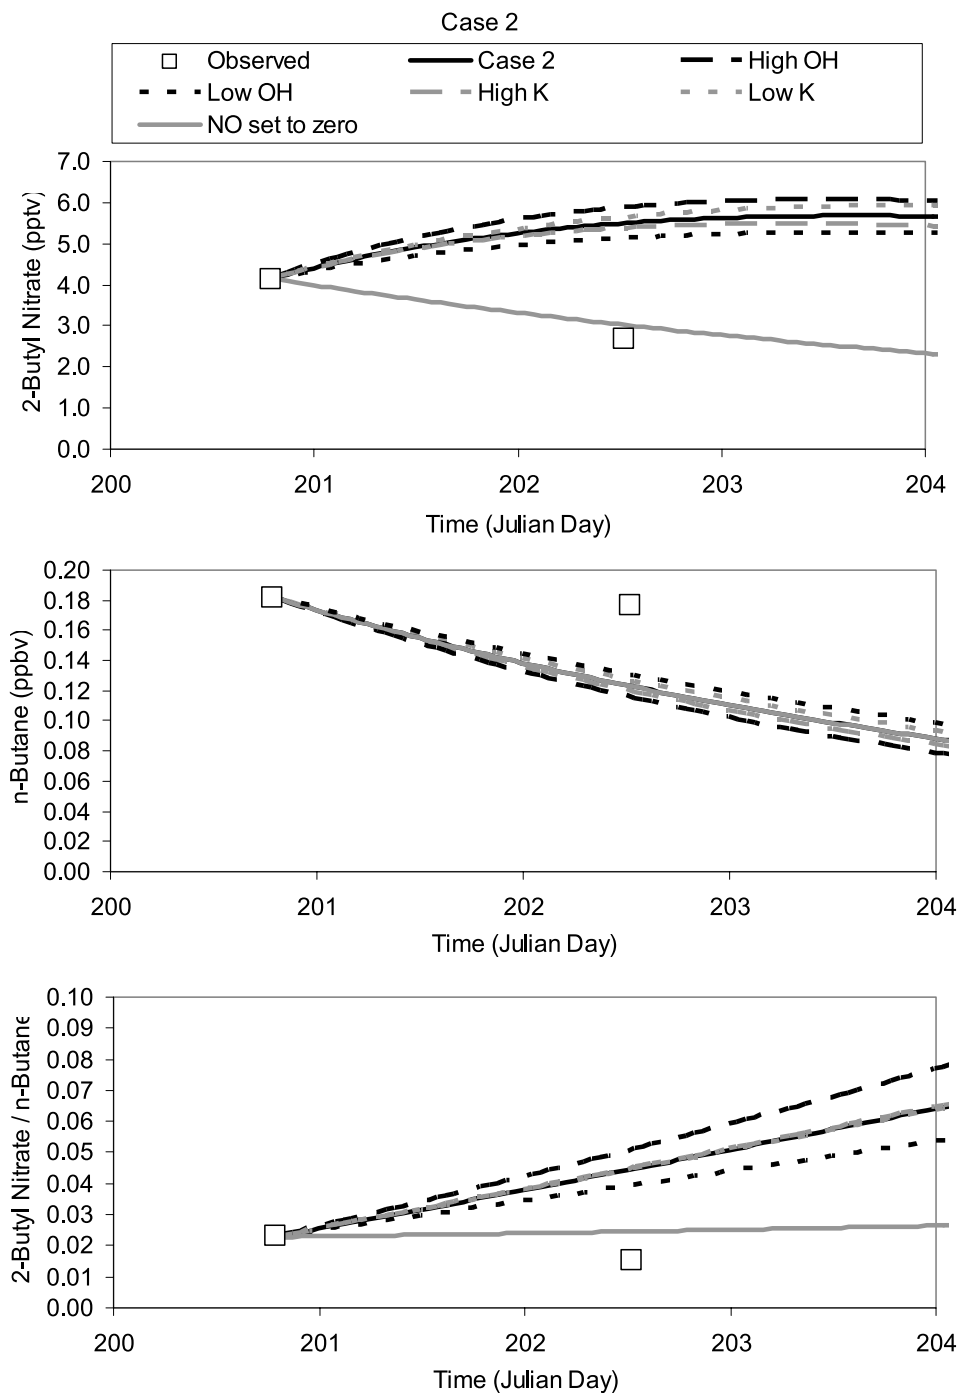 Case 2
Observed Case 2 High OH
Low OH High K Low K
NO set to zero
7.0
6.0
5.0
4.0
3.0
2.0
1.0
0.0
2-Butyl Nitrate (pptv)
200 201 202 203 204
Time (Julian Day)
0.20
0.18
0.16
0.14
0.12
0.10
0.08
0.06
0.04
0.02
0.00
n-Butane (ppbv)
200 201 202 203 204
Time (Julian Day)
0.10
0.09
0.08
0.07
0.06
0.05
0.04
0.03
0.02
0.01
0.00
2-Butyl Nitrate / n-Butane
200 201 202 203 204
Time (Julian Day)